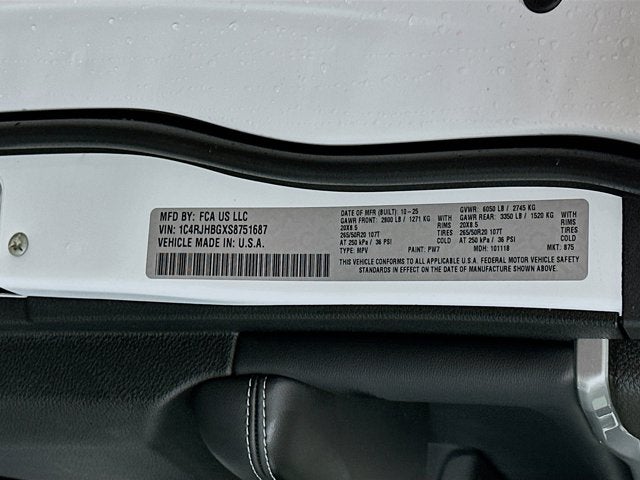 MFD BY: FCA US LLC
VIN: 1C4RJHBGXS8751687
VEHICLE MADE IN: U.S.A.
DATE OF MFR (BUILT): 10-25 GVWR: 6050 LB / 2745 KG
GAWR FRONT: 2800 LB / 1271 KG WITH GAWR REAR: 3350 LB / 1520 KG WITH
20X8.5 RIMS 20X8.5 RIMS
265/50R20 107T TIRES 265/50R20 107T TIRES
AT 250 kPa / 36 PSI COLD AT 250 kPa / 36 PSI COLD
TYPE: MPV PAINT: PW7 MDH: 101118 MKT: 875
THIS VEHICLE CONFORMS TO ALL APPLICABLE U.S.A. FEDERAL MOTOR VEHICLE SAFETY
STANDARDS IN EFFECT ON THE DATE OF MANUFACTURE SHOWN ABOVE.